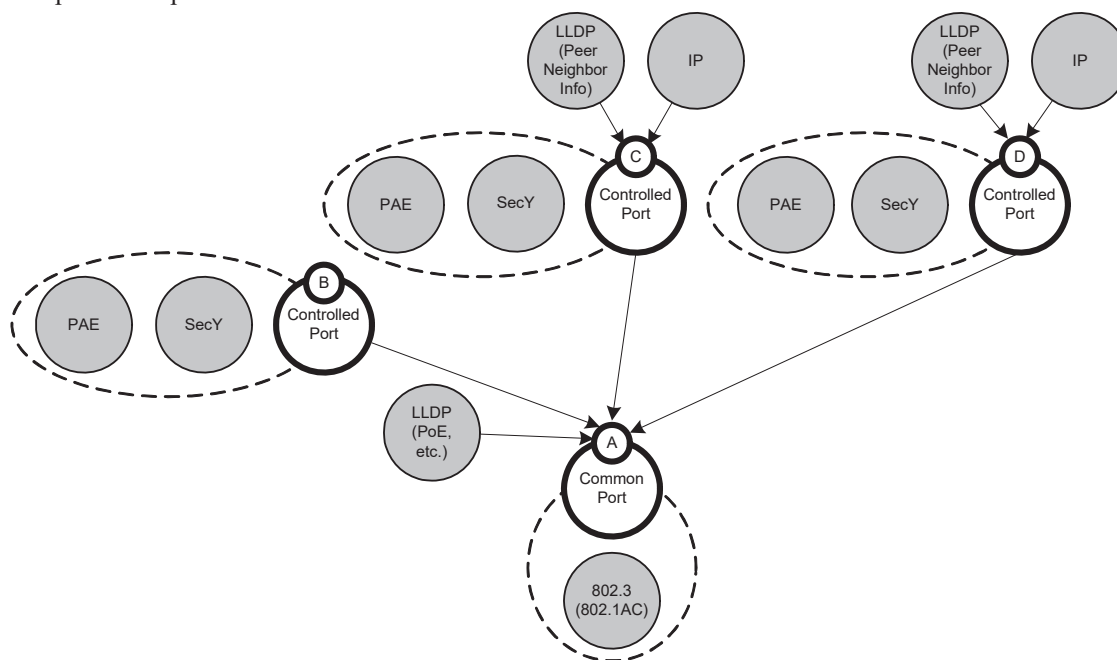 LLDP
(Peer
Neighbor
Info)
IP
LLDP
(Peer
Neighbor
Info)
IP
C
Controlled
Port
PAE
SecY
D
Controlled
Port
PAE
SecY
B
Controlled
Port
PAE
SecY
LLDP
(PoE,
etc.)
A
Common
Port
802.3
(802.1AC)